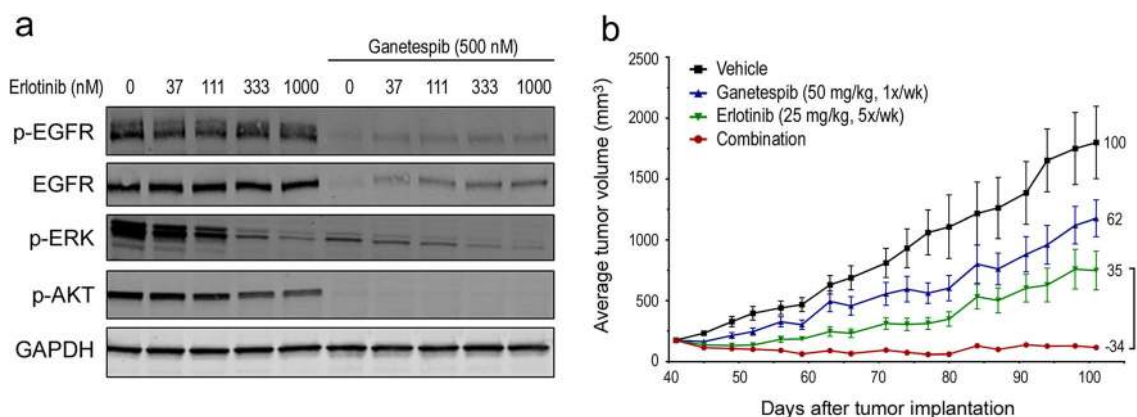 a
Ganetespib (500 nM)
Erlotinib (nM) 0 37 111 333 1000 0 37 111 333 1000
p-EGFR
EGFR
p-ERK
p-AKT
GAPDH
b
Average tumor volume (mm³)
2500
2000
1500
1000
500
0
Vehicle
Ganetespib (50 mg/kg, 1x/wk)
Erlotinib (25 mg/kg, 5x/wk)
Combination
100
62
35
-34
40 50 60 70 80 90 100
Days after tumor implantation